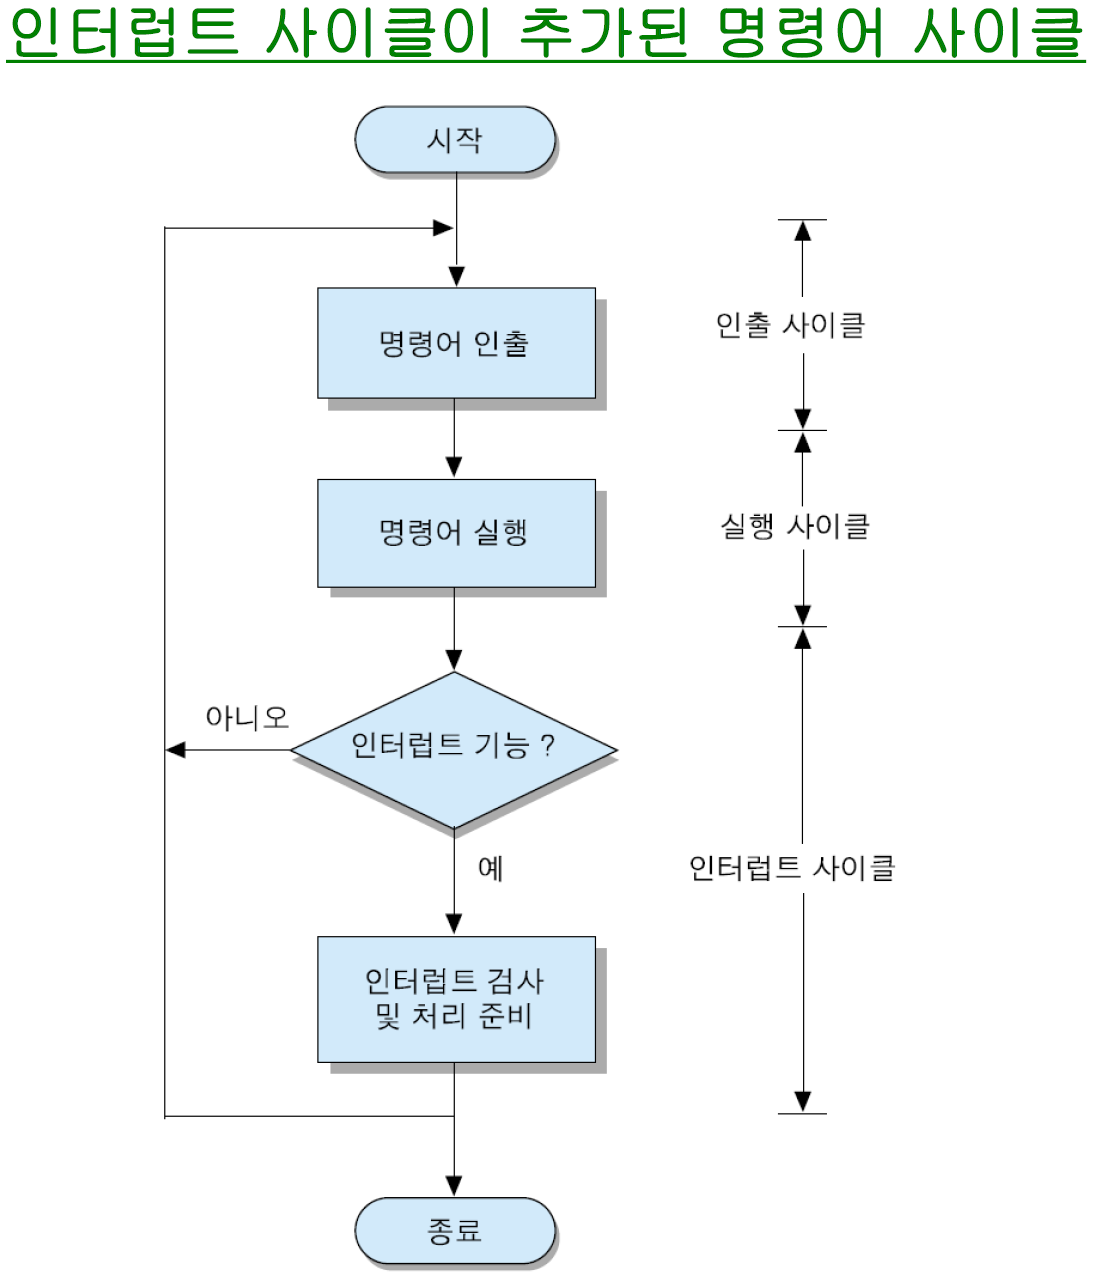 인터럽트 사이클이 추가된 명령어 사이클
시작
명령어 인출
인출 사이클
명령어 실행
실행 사이클
아니오
인터럽트 기능 ?
예
인터럽트 사이클
인터럽트 검사
및 처리 준비
종료